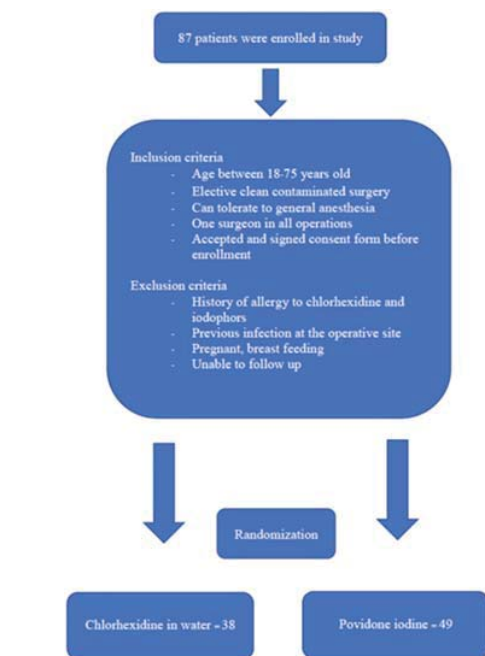 87 patients were enrolled in study
Inclusion criteria
- Age between 18-75 years old
- Elective clean contaminated surgery
- Can tolerate to general anesthesia
- One surgeon in all operations
- Accepted and signed consent form before
enrollment
Exclusion criteria
- History of allergy to chlorhexidine and
iodophors
- Previous infection at the operative site
- Pregnant, breast feeding
- Unable to follow up
Randomization
Chlorhexidine in water - 38
Povidone iodine - 49